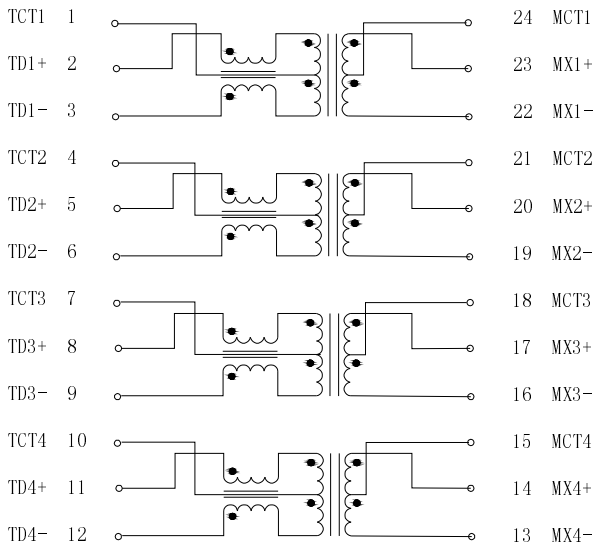 TCT1 1 24 MCT1
TD1+ 2 23 MX1+
TD1- 3 22 MX1-
TCT2 4 21 MCT2
TD2+ 5 20 MX2+
TD2- 6 19 MX2-
TCT3 7 18 MCT3
TD3+ 8 17 MX3+
TD3- 9 16 MX3-
TCT4 10 15 MCT4
TD4+ 11 14 MX4+
TD4- 12 13 MX4-